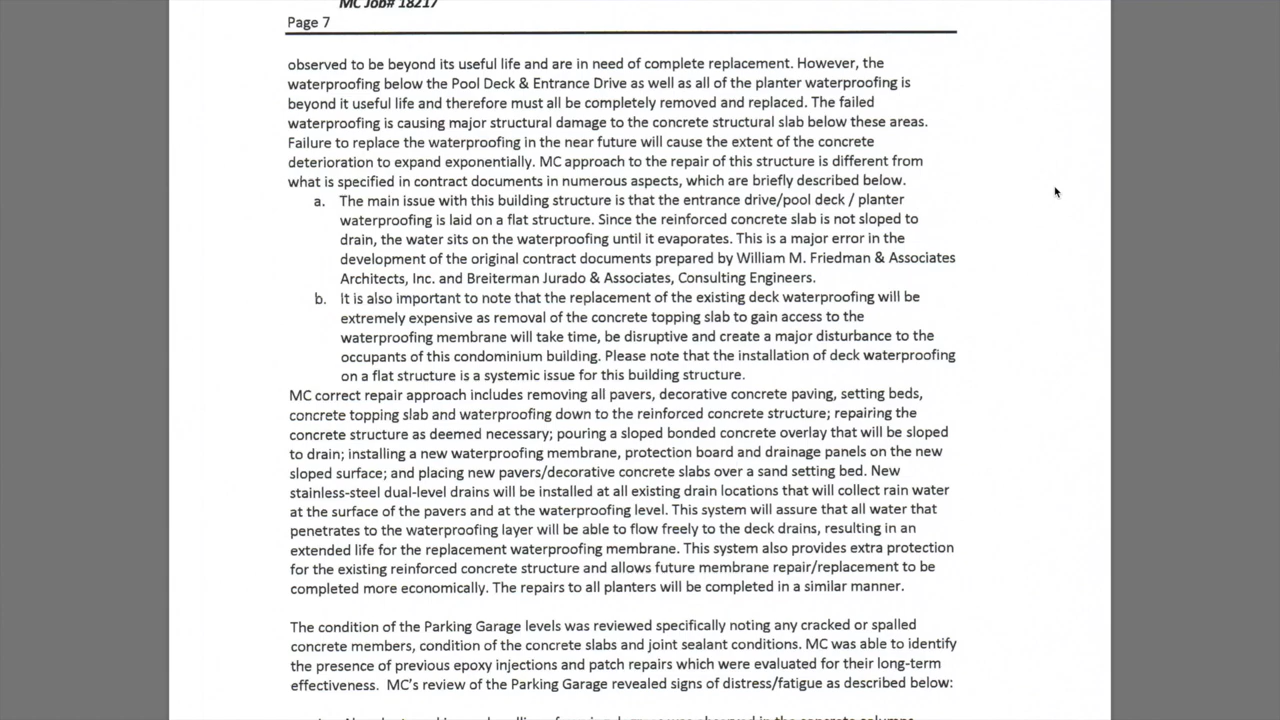 MC Job# 18217
Page 7
observed to be beyond its useful life and are in need of complete replacement. However, the
waterproofing below the Pool Deck & Entrance Drive as well as all of the planter waterproofing is
beyond it useful life and therefore must all be completely removed and replaced. The failed
waterproofing is causing major structural damage to the concrete structural slab below these areas.
Failure to replace the waterproofing in the near future will cause the extent of the concrete
deterioration to expand exponentially. MC approach to the repair of this structure is different from
what is specified in contract documents in numerous aspects, which are briefly described below.
a. The main issue with this building structure is that the entrance drive/pool deck / planter
waterproofing is laid on a flat structure. Since the reinforced concrete slab is not sloped to
drain, the water sits on the waterproofing until it evaporates. This is a major error in the
development of the original contract documents prepared by William M. Friedman & Associates
Architects, Inc. and Breiterman Jurado & Associates, Consulting Engineers.
b. It is also important to note that the replacement of the existing deck waterproofing will be
extremely expensive as removal of the concrete topping slab to gain access to the
waterproofing membrane will take time, be disruptive and create a major disturbance to the
occupants of this condominium building. Please note that the installation of deck waterproofing
on a flat structure is a systemic issue for this building structure.
MC correct repair approach includes removing all pavers, decorative concrete paving, setting beds,
concrete topping slab and waterproofing down to the reinforced concrete structure; repairing the
concrete structure as deemed necessary; pouring a sloped bonded concrete overlay that will be sloped
to drain; installing a new waterproofing membrane, protection board and drainage panels on the new
sloped surface; and placing new pavers/decorative concrete slabs over a sand setting bed. New
stainless-steel dual-level drains will be installed at all existing drain locations that will collect rain water
at the surface of the pavers and at the waterproofing level. This system will assure that all water that
penetrates to the waterproofing layer will be able to flow freely to the deck drains, resulting in an
extended life for the replacement waterproofing membrane. This system also provides extra protection
for the existing reinforced concrete structure and allows future membrane repair/replacement to be
completed more economically. The repairs to all planters will be completed in a similar manner.
The condition of the Parking Garage levels was reviewed specifically noting any cracked or spalled
concrete members, condition of the concrete slabs and joint sealant conditions. MC was able to identify
the presence of previous epoxy injections and patch repairs which were evaluated for their long-term
effectiveness. MC's review of the Parking Garage revealed signs of distress/fatigue as described below: